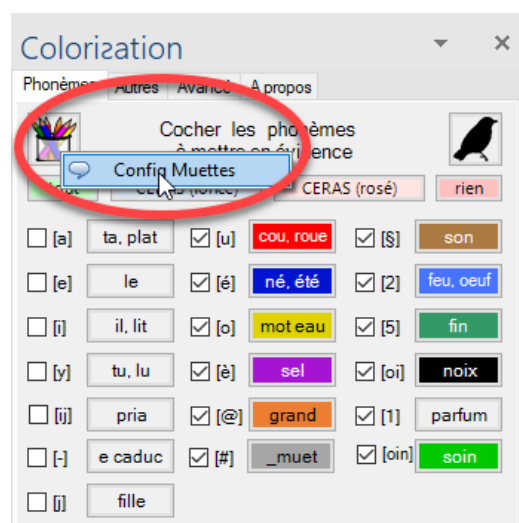 Colorization
Phonèmes Autres Avancé A propos
Cocher les phonèmes
à mettre en évidence
Config Muettes
CERAS (foncé) CERAS (rosé) rien
[a] ta, plat [u] cou, roue [§] son
[e] le [é] né, été [2] feu, oeuf
[i] il, lit [o] mot eau [5] fin
[y] tu, lu [è] sel [oi] noix
[ij] pria [@] grand [1] parfum
[-] e caduc [#] _muet [oin] soin
[j] fille